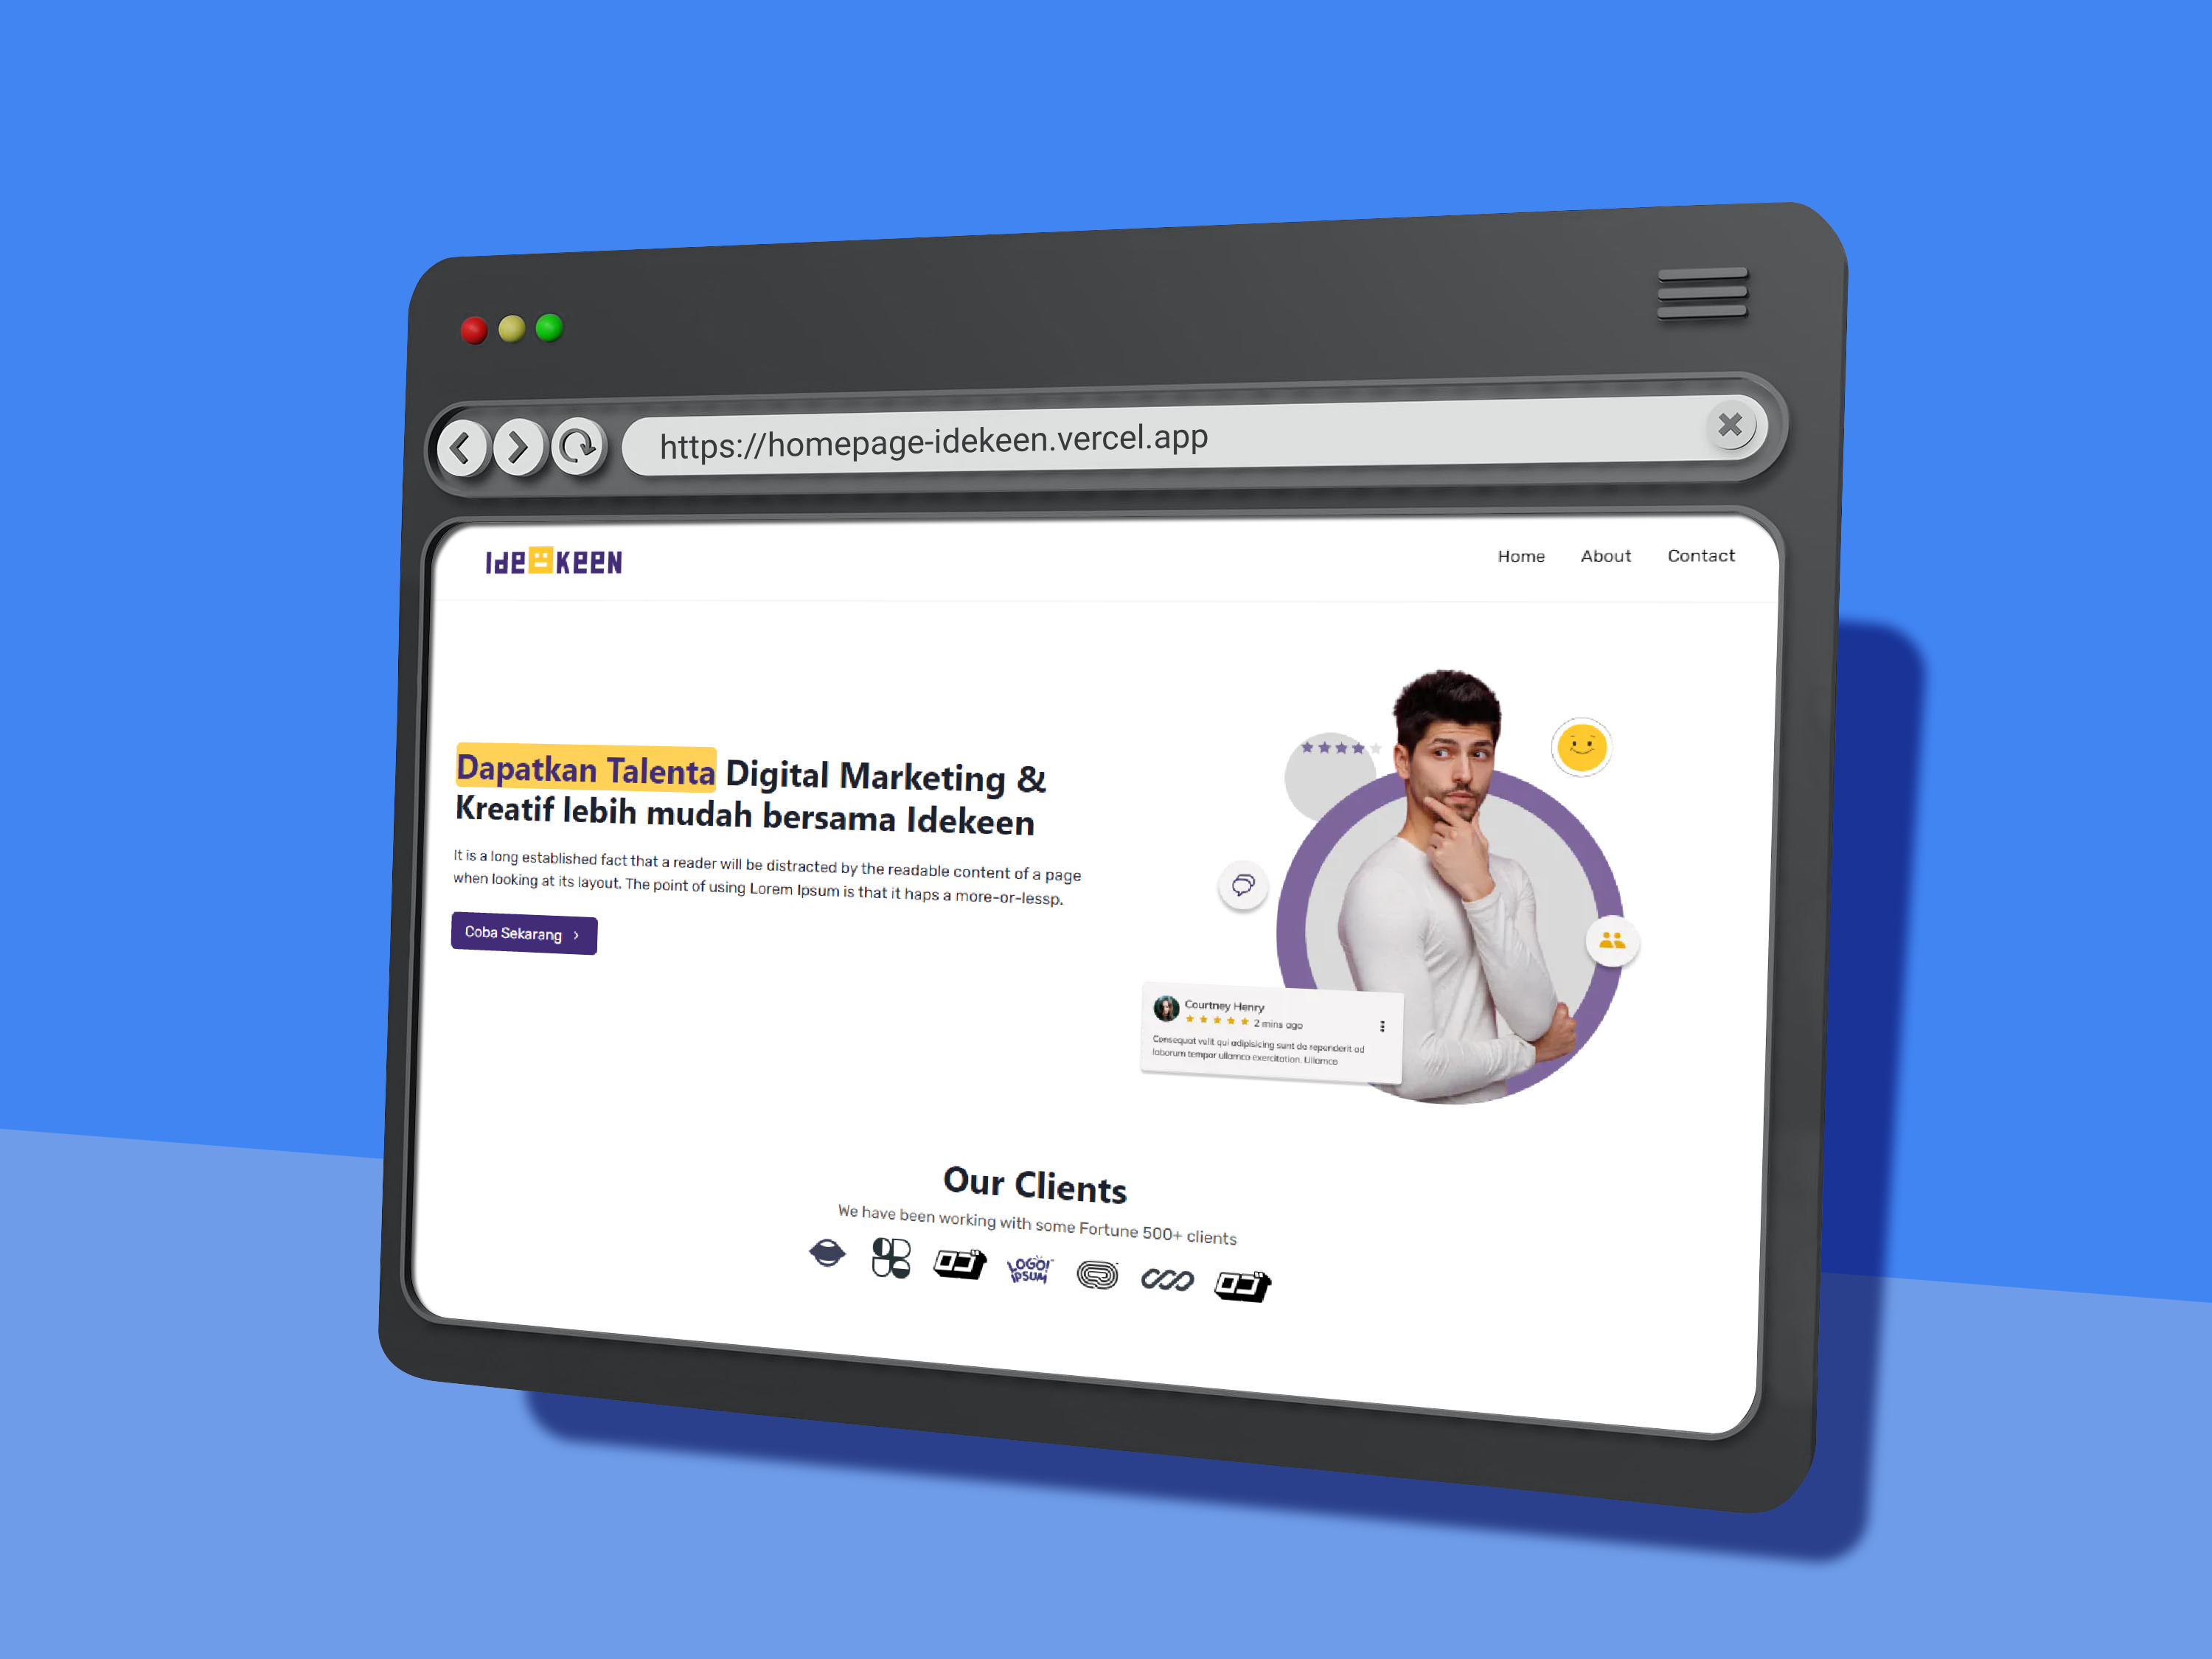 https://homepage-idekeen.vercel.app
Ide KEEN
Home About Contact
Dapatkan Talenta Digital Marketing &
Kreatif lebih mudah bersama Idekeen
It is a long established fact that a reader will be distracted by the readable content of a page
when looking at its layout. The point of using Lorem Ipsum is that it haps a more-or-lessp.
Coba Sekarang
Courtney Henry
2 mins ago
Consequat velit qui adipisicing sunt do reprenderit ad
laborum tempor ullamco exercitation. Ullamco
Our Clients
We have been working with some Fortune 500+ clients
LOGO!
IPSUM